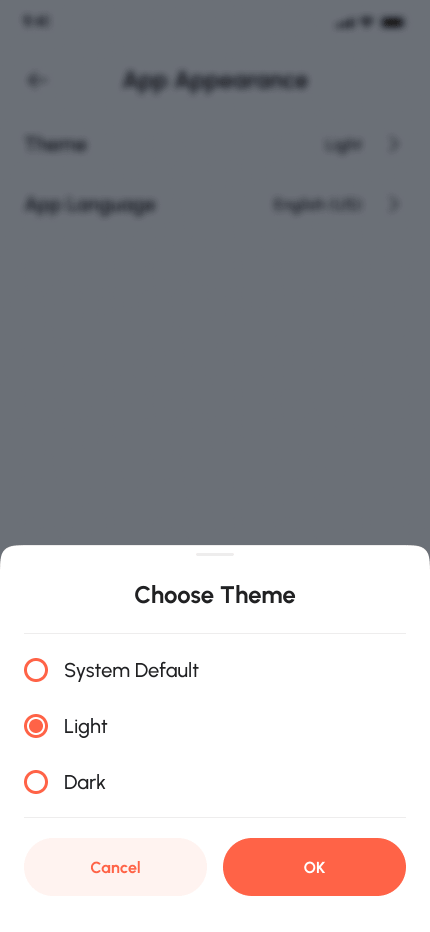 9:41
App Appearance
Theme Light
App Language English (US)
Choose Theme
System Default
Light
Dark
Cancel OK